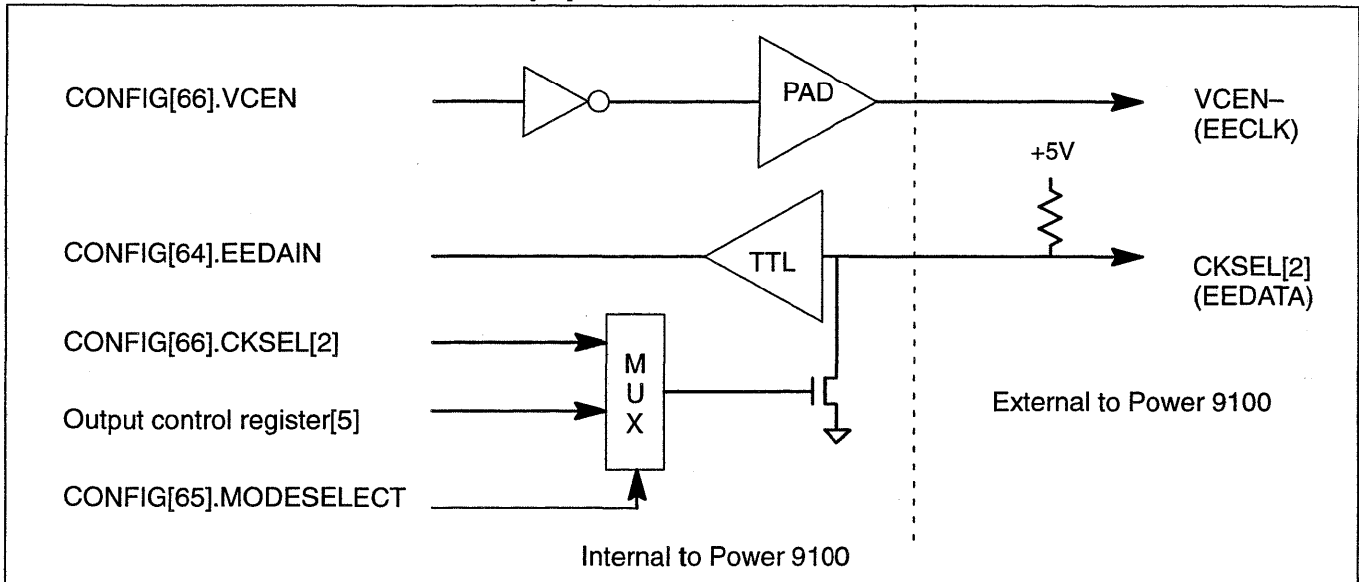 CONFIG[66].VCEN
PAD
VCEN–
(EECLK)
+5V
CONFIG[64].EEDAIN
TTL
CKSEL[2]
(EEDATA)
CONFIG[66].CKSEL[2]
M
U
X
Output control register[5]
External to Power 9100
CONFIG[65].MODESELECT
Internal to Power 9100